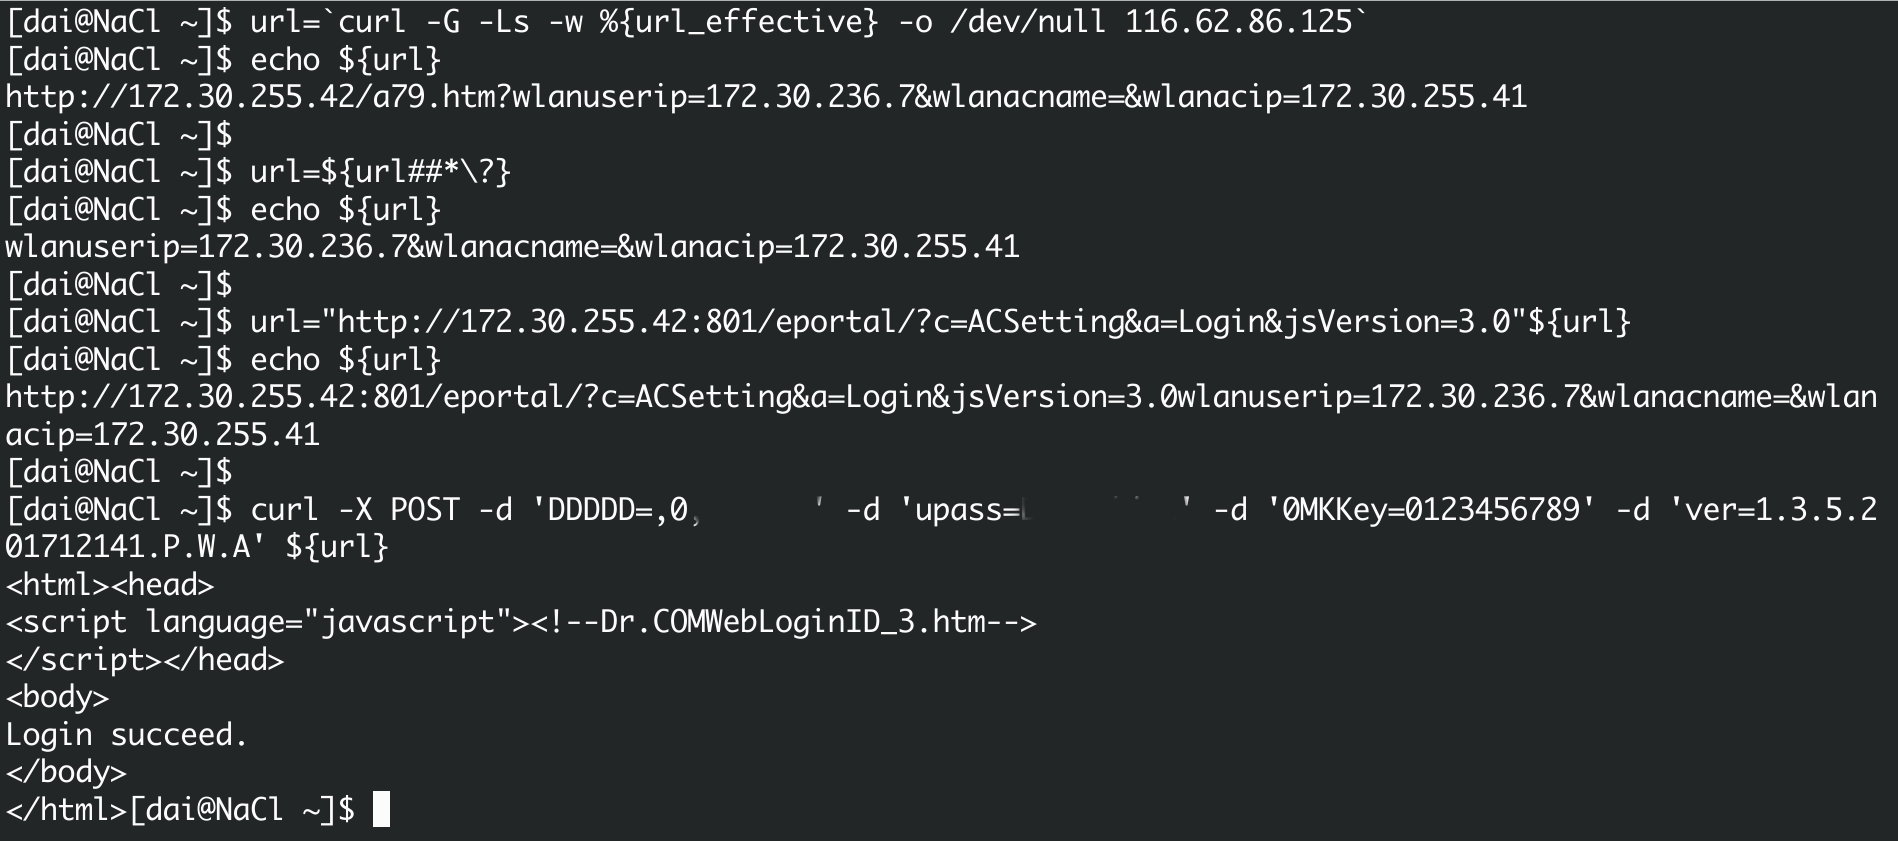 [dai@NaCl ~]$ url=`curl -G -Ls -w %{url_effective} -o /dev/null 116.62.86.125`
[dai@NaCl ~]$ echo ${url}
http://172.30.255.42/a79.htm?wlanuserip=172.30.236.7&wlanacname=&wlanacip=172.30.255.41
[dai@NaCl ~]$
[dai@NaCl ~]$ url=${url##*\?}
[dai@NaCl ~]$ echo ${url}
wlanuserip=172.30.236.7&wlanacname=&wlanacip=172.30.255.41
[dai@NaCl ~]$
[dai@NaCl ~]$ url="http://172.30.255.42:801/eportal/?c=ACSetting&a=Login&jsVersion=3.0"${url}
[dai@NaCl ~]$ echo ${url}
http://172.30.255.42:801/eportal/?c=ACSetting&a=Login&jsVersion=3.0wlanuserip=172.30.236.7&wlanacname=&wlan
acip=172.30.255.41
[dai@NaCl ~]$
[dai@NaCl ~]$ curl -X POST -d 'DDDDD=,0, ' -d 'upass= ' -d '0MKKey=0123456789' -d 'ver=1.3.5.2
01712141.P.W.A' ${url}
<html><head>
<script language="javascript"><!--Dr.COMWebLoginID_3.htm-->
</script></head>
<body>
Login succeed.
</body>
</html>[dai@NaCl ~]$